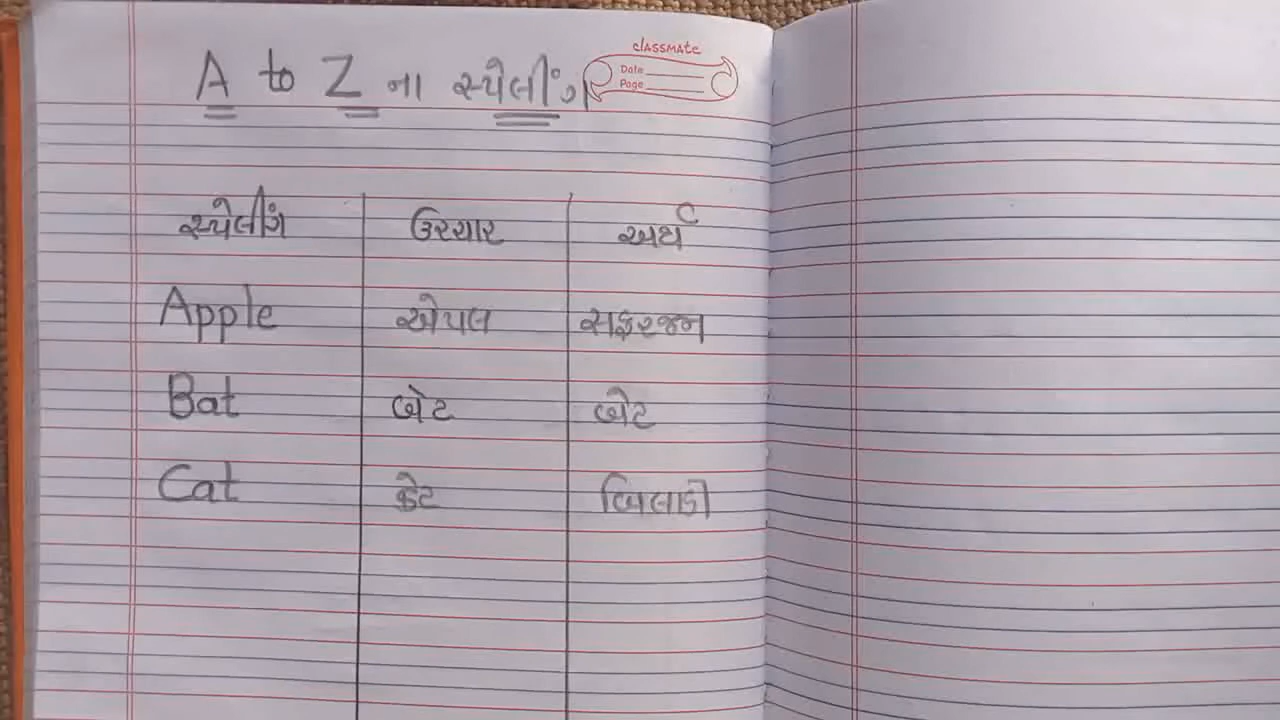 A to Z ના સ્પેલીંગ
classmate
Date
Page
સ્પેલીંગ ઉચ્ચાર અર્થ
Apple એપલ સફરજન
Bat બેટ બેટ
Cat કેટ બિલાડી